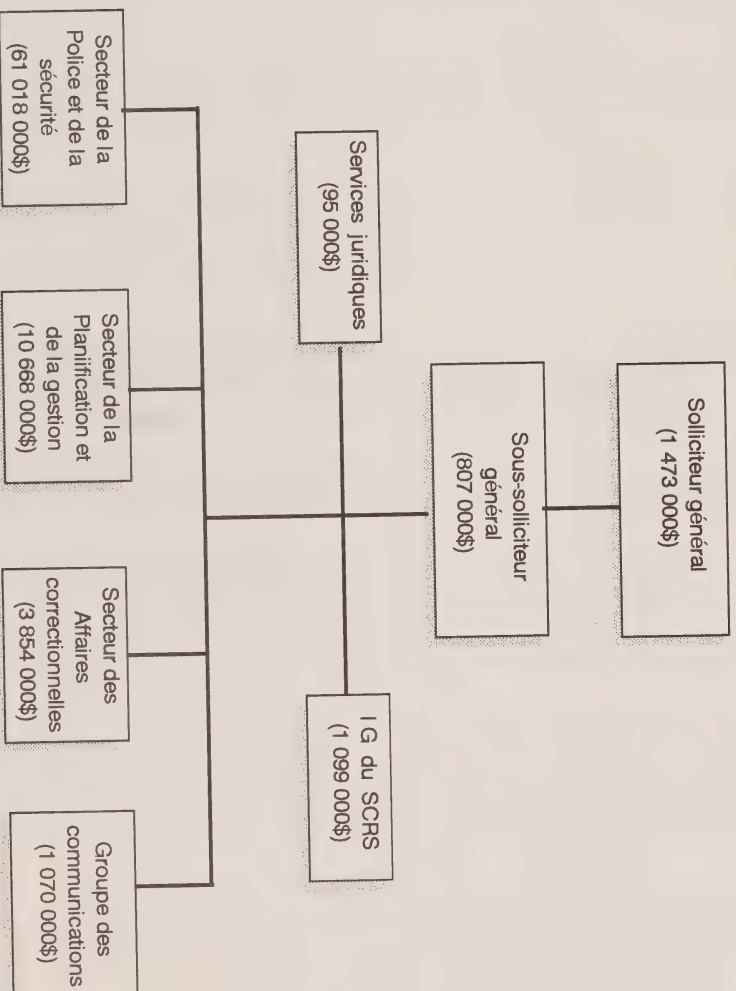 Solliciteur général
(1 473 000$)
Sous-solliciteur
général
(807 000$)
Services juridiques
(95 000$)
I G du SCRS
(1 099 000$)
Secteur de la
Police et de la
sécurité
(61 018 000$)
Secteur de la
Planiification et
de la gestion
(10 668 000$)
Secteur des
Affaires
correctionnelles
(3 854 000$)
Groupe des
communications
(1 070 000$)